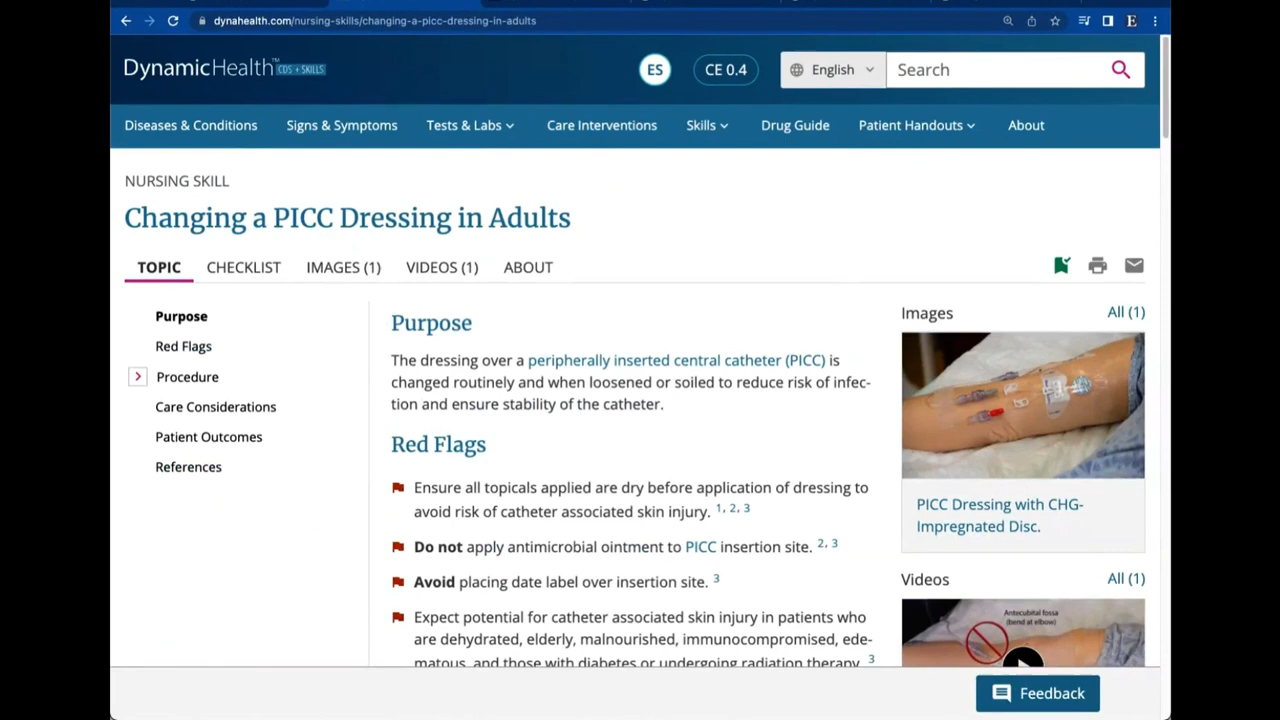 dynahealth.com/nursing-skills/changing-a-picc-dressing-in-adults
E
DynamicHealth™ CDS + SKILLS
ES
CE 0.4
English
Search
Diseases & Conditions
Signs & Symptoms
Tests & Labs
Care Interventions
Skills
Drug Guide
Patient Handouts
About
NURSING SKILL
Changing a PICC Dressing in Adults
TOPIC
CHECKLIST
IMAGES (1)
VIDEOS (1)
ABOUT
Purpose
Red Flags
Procedure
Care Considerations
Patient Outcomes
References
Purpose
The dressing over a peripherally inserted central catheter (PICC) is
changed routinely and when loosened or soiled to reduce risk of infec-
tion and ensure stability of the catheter.
Red Flags
Ensure all topicals applied are dry before application of dressing to
avoid risk of catheter associated skin injury. 1, 2, 3
Do not apply antimicrobial ointment to PICC insertion site. 2, 3
Avoid placing date label over insertion site. 3
Expect potential for catheter associated skin injury in patients who
are dehydrated, elderly, malnourished, immunocompromised, ede-
matous, and those with diabetes or undergoing radiation therapy. 3
Images
All (1)
PICC Dressing with CHG-
Impregnated Disc.
Videos
All (1)
Antecubital fossa
(bend at elbow)
Feedback